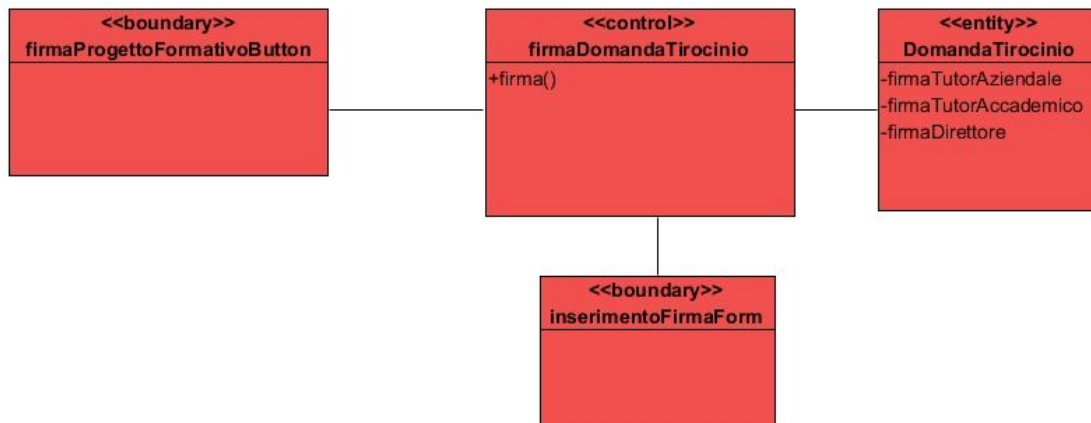 <<boundary>>
firmaProgettoFormativoButton
<<control>>
firmaDomandaTirocinio
+firma()
<<entity>>
DomandaTirocinio
-firmaTutorAziendale
-firmaTutorAccademico
-firmaDirettore
<<boundary>>
inserimentoFirmaForm